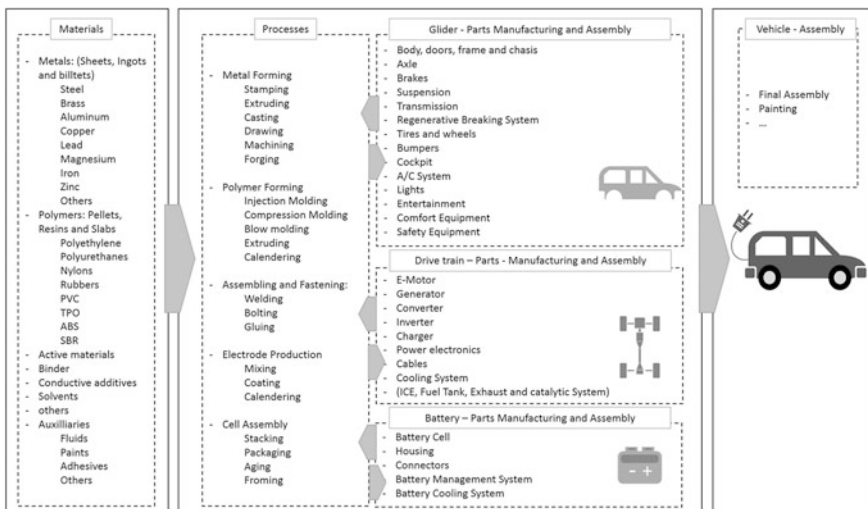 Materials
- Metals: (Sheets, Ingots
and billtets)
Steel
Brass
Aluminum
Copper
Lead
Magnesium
Iron
Zinc
Others
- Polymers: Pellets,
Resins and Slabs
Polyethylene
Polyurethanes
Nylons
Rubbers
PVC
TPO
ABS
SBR
- Active materials
- Binder
- Conductive additives
- Solvents
- others
- Auxilliaries
Fluids
Paints
Adhesives
Others
Processes
- Metal Forming
Stamping
Extruding
Casting
Drawing
Machining
Forging
- Polymer Forming
Injection Molding
Compression Molding
Blow molding
Extruding
Calendering
- Assembling and Fastening:
Welding
Bolting
Gluing
- Electrode Production
Mixing
Coating
Calendering
- Cell Assembly
Stacking
Packaging
Aging
Froming
Glider - Parts Manufacturing and Assembly
- Body, doors, frame and chasis
- Axle
- Brakes
- Suspension
- Transmission
- Regenerative Breaking System
- Tires and wheels
- Bumpers
- Cockpit
- A/C System
- Lights
- Entertainment
- Comfort Equipment
- Safety Equipment
Drive train – Parts - Manufacturing and Assembly
- E-Motor
- Generator
- Converter
- Inverter
- Charger
- Power electronics
- Cables
- Cooling System
- (ICE, Fuel Tank, Exhaust and catalytic System)
Battery – Parts Manufacturing and Assembly
- Battery Cell
- Housing
- Connectors
- Battery Management System
- Battery Cooling System
- +
Vehicle - Assembly
- Final Assembly
- Painting
- ...